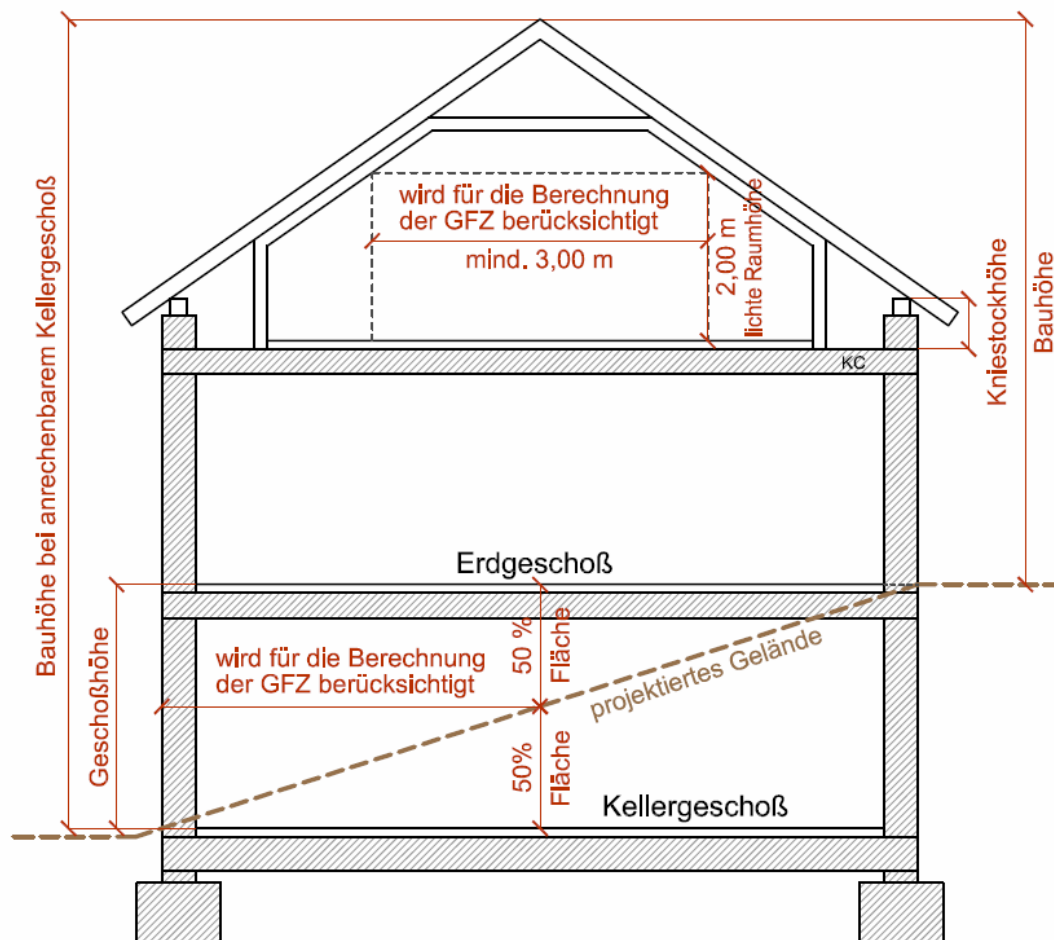 wird für die Berechnung
der GFZ berücksichtigt
mind. 3,00 m
2,00 m
lichte Raumhöhe
Bauhöhe bei anrechenbarem Kellergeschoß
Kniestockhöhe
Bauhöhe
KC
Erdgeschoß
Geschoßhöhe
wird für die Berechnung
der GFZ berücksichtigt
50 %
Fläche
projektiertes Gelände
50%
Fläche
Kellergeschoß